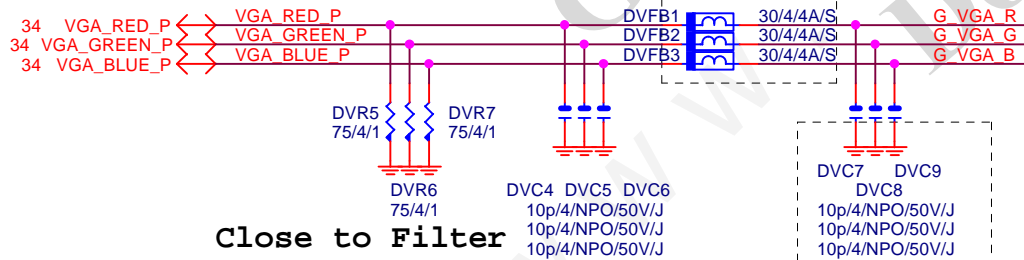 34 VGA_RED_P VGA_RED_P DVFB1 30/4/4A/S G_VGA_R
34 VGA_GREEN_P VGA_GREEN_P DVFB2 30/4/4A/S G_VGA_G
34 VGA_BLUE_P VGA_BLUE_P DVFB3 30/4/4A/S G_VGA_B
DVR5 DVR7
75/4/1 75/4/1
DVC7 DVC9
DVR6 DVC4 DVC5 DVC6 DVC8
75/4/1 10p/4/NPO/50V/J 10p/4/NPO/50V/J
Close to Filter 10p/4/NPO/50V/J 10p/4/NPO/50V/J
10p/4/NPO/50V/J 10p/4/NPO/50V/J